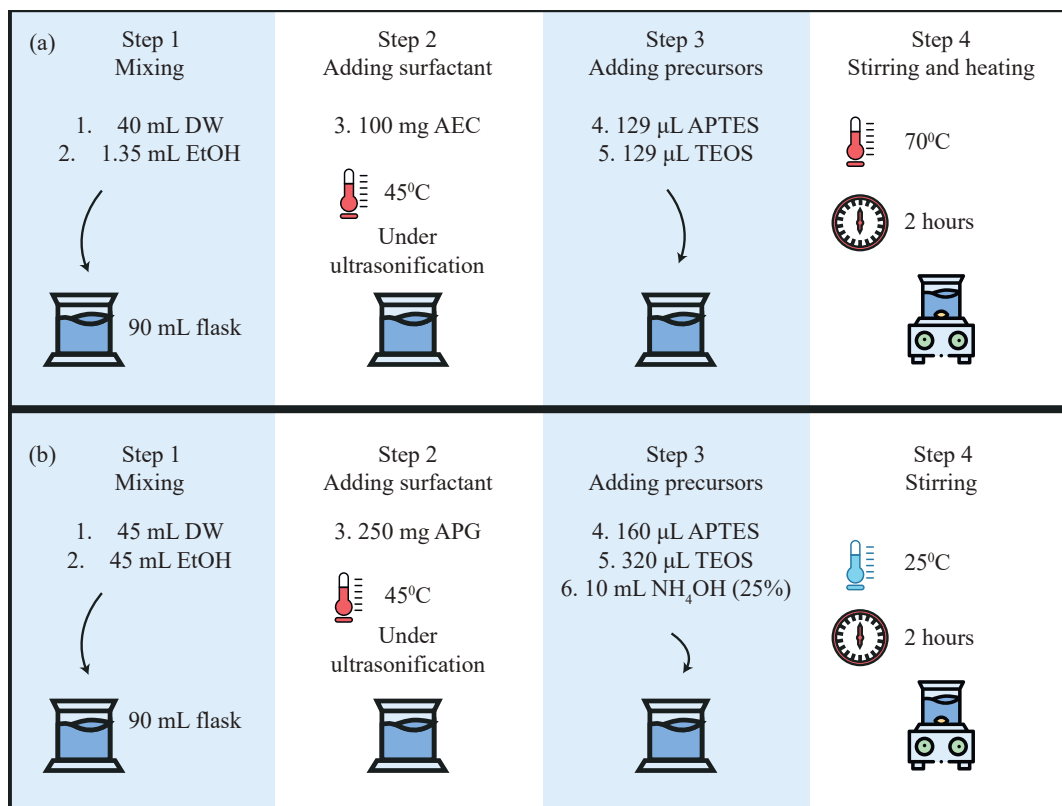 (a)
Step 1
Mixing
1. 40 mL DW
2. 1.35 mL EtOH
90 mL flask
Step 2
Adding surfactant
3. 100 mg AEC
45⁰C
Under
ultrasonification
Step 3
Adding precursors
4. 129 μL APTES
5. 129 μL TEOS
Step 4
Stirring and heating
70⁰C
2 hours
(b)
Step 1
Mixing
1. 45 mL DW
2. 45 mL EtOH
90 mL flask
Step 2
Adding surfactant
3. 250 mg APG
45⁰C
Under
ultrasonification
Step 3
Adding precursors
4. 160 μL APTES
5. 320 μL TEOS
6. 10 mL NH₄OH (25%)
Step 4
Stirring
25⁰C
2 hours